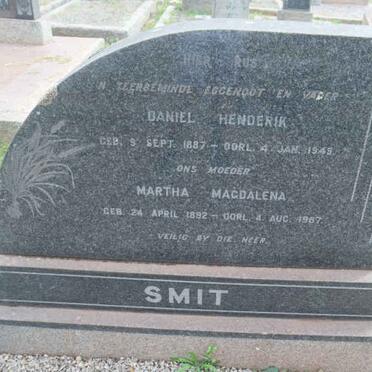 HIER RUS
'N TEERBEMINDE EGGENOOT EN VADER
DANIEL HENDERIK
GEB. 9 SEPT. 1887 – OORL. 4 JAN. 1949.
ONS MOEDER
MARTHA MAGDALENA
GEB. 24 APRIL 1892 – OORL. 4 AUG. 1967.
VEILIG BY DIE HEER.
SMIT